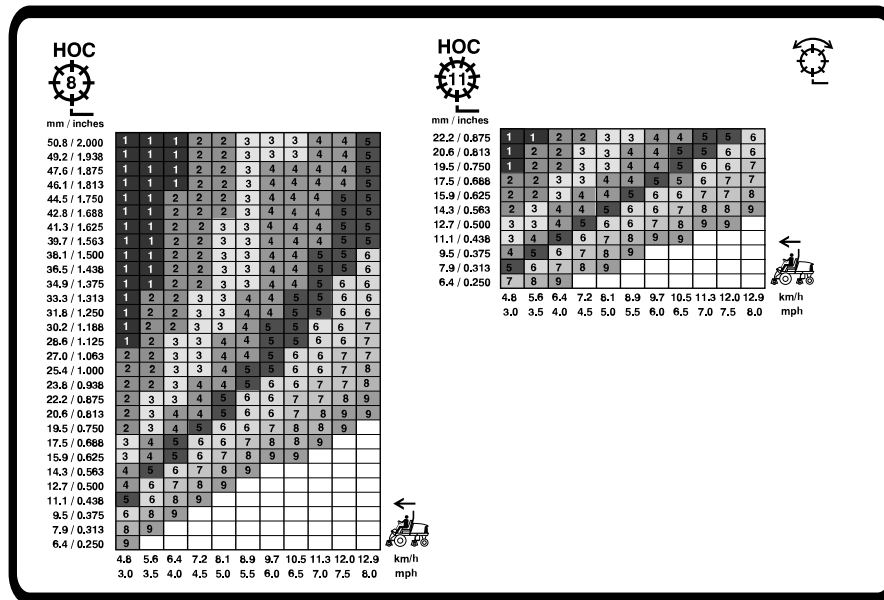 HOC
8
mm / inches
50.8 / 2.000 1 1 1 2 2 3 3 3 4 4 5
49.2 / 1.938 1 1 1 2 2 3 3 3 4 4 5
47.6 / 1.875 1 1 1 2 2 3 4 4 4 4 5
46.1 / 1.813 1 1 1 2 2 3 4 4 4 4 5
44.5 / 1.750 1 1 2 2 2 3 4 4 4 5 5
42.8 / 1.688 1 1 2 2 2 3 4 4 4 5 5
41.3 / 1.625 1 1 2 2 3 3 4 4 4 5 5
39.7 / 1.563 1 1 2 2 3 3 4 4 4 5 5
38.1 / 1.500 1 1 2 2 3 3 4 4 5 5 6
36.5 / 1.438 1 1 2 2 3 3 4 4 5 5 6
34.9 / 1.375 1 1 2 2 3 3 4 4 5 6 6
33.3 / 1.313 1 2 2 3 3 4 4 5 5 6 6
31.8 / 1.250 1 2 2 3 3 4 4 5 5 6 6
30.2 / 1.188 1 2 2 3 3 4 5 5 6 6 7
28.6 / 1.125 1 2 3 3 4 4 5 5 6 6 7
27.0 / 1.063 2 2 3 3 4 4 5 6 6 7 7
25.4 / 1.000 2 2 3 3 4 5 5 6 6 7 8
23.8 / 0.938 2 2 3 4 4 5 6 6 7 7 8
22.2 / 0.875 2 3 3 4 5 6 6 7 7 8 9
20.6 / 0.813 2 3 4 4 5 6 6 7 8 9 9
19.5 / 0.750 2 3 4 5 6 6 7 7 8 9
17.5 / 0.688 3 4 5 6 6 7 8 8 9
15.9 / 0.625 3 4 5 6 7 8 9 9
14.3 / 0.563 4 5 6 7 8 9
12.7 / 0.500 4 6 7 8 9
11.1 / 0.438 5 6 8 9
9.5 / 0.375 6 8 9
7.9 / 0.313 8 9
6.4 / 0.250 9
4.8 5.6 6.4 7.2 8.1 8.9 9.7 10.5 11.3 12.0 12.9 km/h
3.0 3.5 4.0 4.5 5.0 5.5 6.0 6.5 7.0 7.5 8.0 mph
HOC
11
mm / inches
22.2 / 0.875 1 1 2 2 3 3 4 4 5 5 6
20.6 / 0.813 1 2 2 3 3 4 4 5 5 6 6
19.5 / 0.750 1 2 2 3 3 4 4 5 6 6 7
17.5 / 0.688 2 2 3 3 4 4 5 5 6 7 7
15.9 / 0.625 2 2 3 4 4 5 6 6 7 7 8
14.3 / 0.563 2 3 4 4 5 6 6 7 8 8 9
12.7 / 0.500 3 3 4 5 6 6 7 8 9 9
11.1 / 0.438 3 4 5 6 7 8 9 9
9.5 / 0.375 4 5 6 7 8 9
7.9 / 0.313 5 6 7 8 9
6.4 / 0.250 7 8 9
4.8 5.6 6.4 7.2 8.1 8.9 9.7 10.5 11.3 12.0 12.9 km/h
3.0 3.5 4.0 4.5 5.0 5.5 6.0 6.5 7.0 7.5 8.0 mph